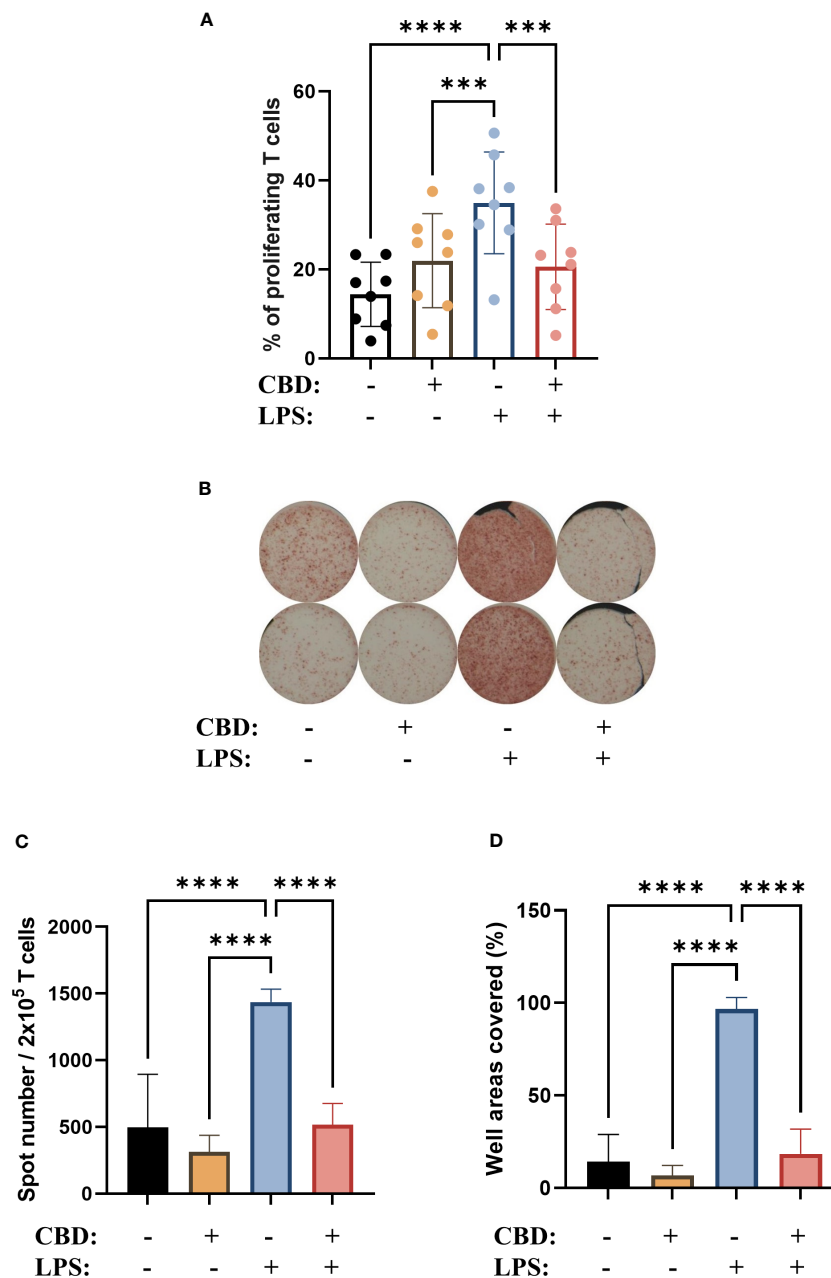 A
**** ***
***
% of proliferating T cells
60
40
20
0
CBD: - + - +
LPS: - - + +
B
CBD: - + - +
LPS: - - + +
C
**** ****
****
Spot number / 2x10⁵ T cells
2000
1500
1000
500
0
CBD: - + - +
LPS: - - + +
D
**** ****
****
Well areas covered (%)
150
100
50
0
CBD: - + - +
LPS: - - + +